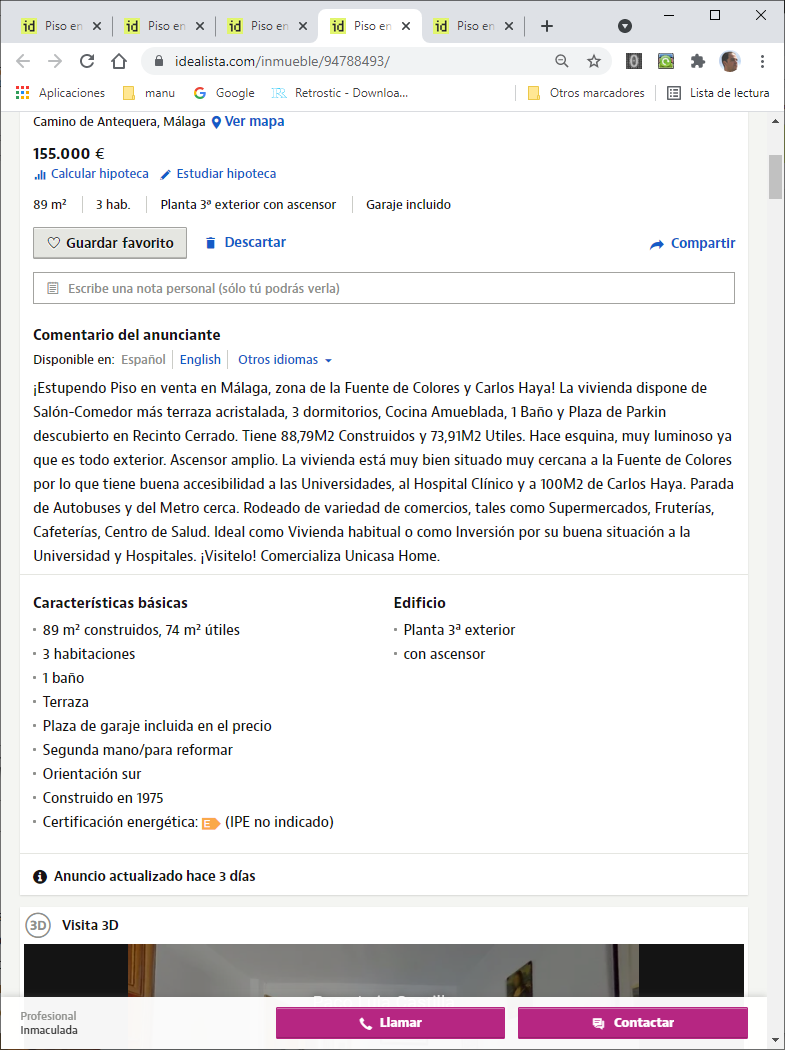 Piso en
Piso en
Piso en
Piso en
Piso en
idealista.com/inmueble/94788493/
Aplicaciones manu Google Retrostic - Downloa... Otros marcadores Lista de lectura
Camino de Antequera, Málaga Ver mapa
155.000 €
Calcular hipoteca Estudiar hipoteca
89 m² 3 hab. Planta 3ª exterior con ascensor Garaje incluido
Guardar favorito Descartar Compartir
Escribe una nota personal (sólo tú podrás verla)
Comentario del anunciante
Disponible en: Español English Otros idiomas
¡Estupendo Piso en venta en Málaga, zona de la Fuente de Colores y Carlos Haya! La vivienda dispone de
Salón-Comedor más terraza acristalada, 3 dormitorios, Cocina Amueblada, 1 Baño y Plaza de Parkin
descubierto en Recinto Cerrado. Tiene 88,79M2 Construidos y 73,91M2 Utiles. Hace esquina, muy luminoso ya
que es todo exterior. Ascensor amplio. La vivienda está muy bien situado muy cercana a la Fuente de Colores
por lo que tiene buena accesibilidad a las Universidades, al Hospital Clínico y a 100M2 de Carlos Haya. Parada
de Autobuses y del Metro cerca. Rodeado de variedad de comercios, tales como Supermercados, Fruterías,
Cafeterías, Centro de Salud. Ideal como Vivienda habitual o como Inversión por su buena situación a la
Universidad y Hospitales. ¡Visitelo! Comercializa Unicasa Home.
Características básicas
89 m² construidos, 74 m² útiles
3 habitaciones
1 baño
Terraza
Plaza de garaje incluida en el precio
Segunda mano/para reformar
Orientación sur
Construido en 1975
Certificación energética: E (IPE no indicado)
Edificio
Planta 3ª exterior
con ascensor
Anuncio actualizado hace 3 días
3D Visita 3D
Profesional
Inmaculada
Llamar
Contactar